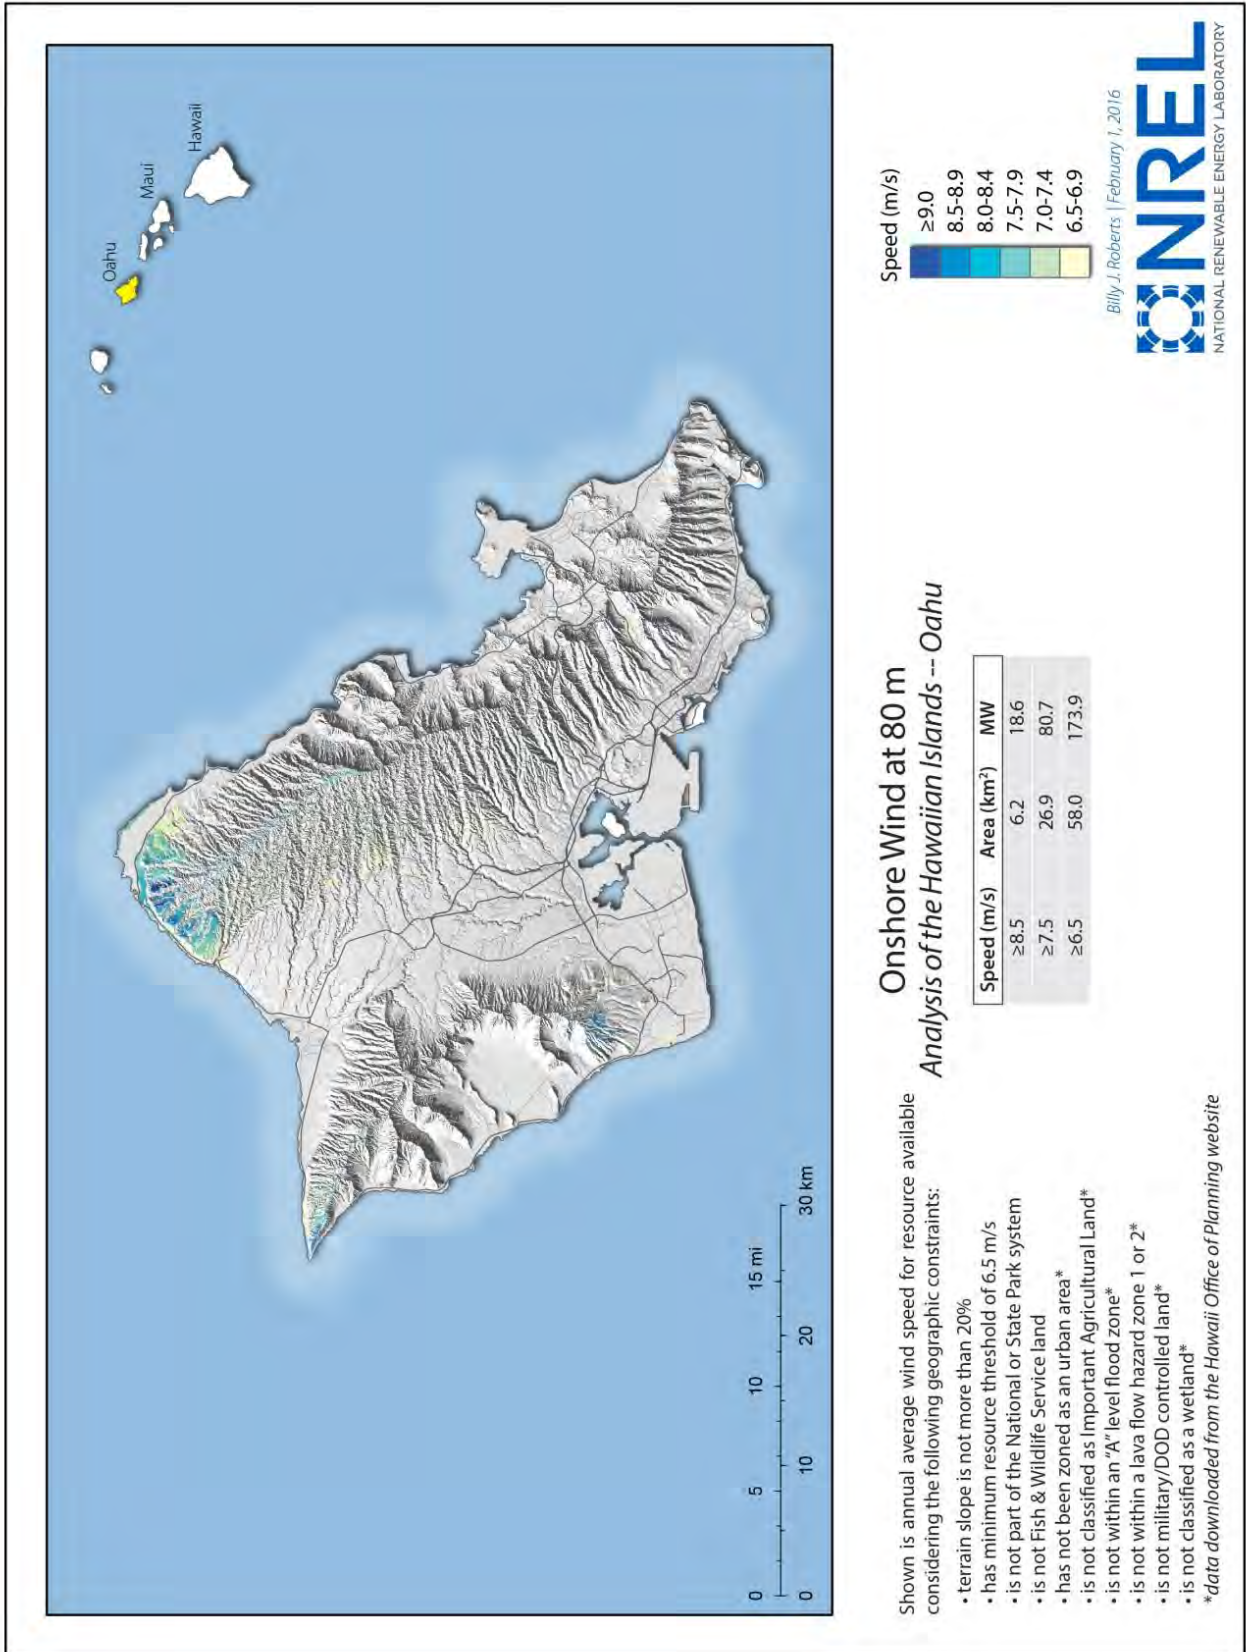 Oahu
Maui
Hawaii
0 5 10 15 mi
0 10 20 30 km
Shown is annual average wind speed for resource available
considering the following geographic constraints:
• terrain slope is not more than 20%
• has minimum resource threshold of 6.5 m/s
• is not part of the National or State Park system
• is not Fish & Wildlife Service land
• has not been zoned as an urban area*
• is not classified as Important Agricultural Land*
• is not within an "A" level flood zone*
• is not within a lava flow hazard zone 1 or 2*
• is not military/DOD controlled land*
• is not classified as a wetland*
*data downloaded from the Hawaii Office of Planning website
Onshore Wind at 80 m
Analysis of the Hawaiian Islands -- Oahu
Speed (m/s) Area (km²) MW
≥8.5 6.2 18.6
≥7.5 26.9 80.7
≥6.5 58.0 173.9
Speed (m/s)
≥9.0
8.5-8.9
8.0-8.4
7.5-7.9
7.0-7.4
6.5-6.9
Billy J. Roberts | February 1, 2016
NREL
NATIONAL RENEWABLE ENERGY LABORATORY